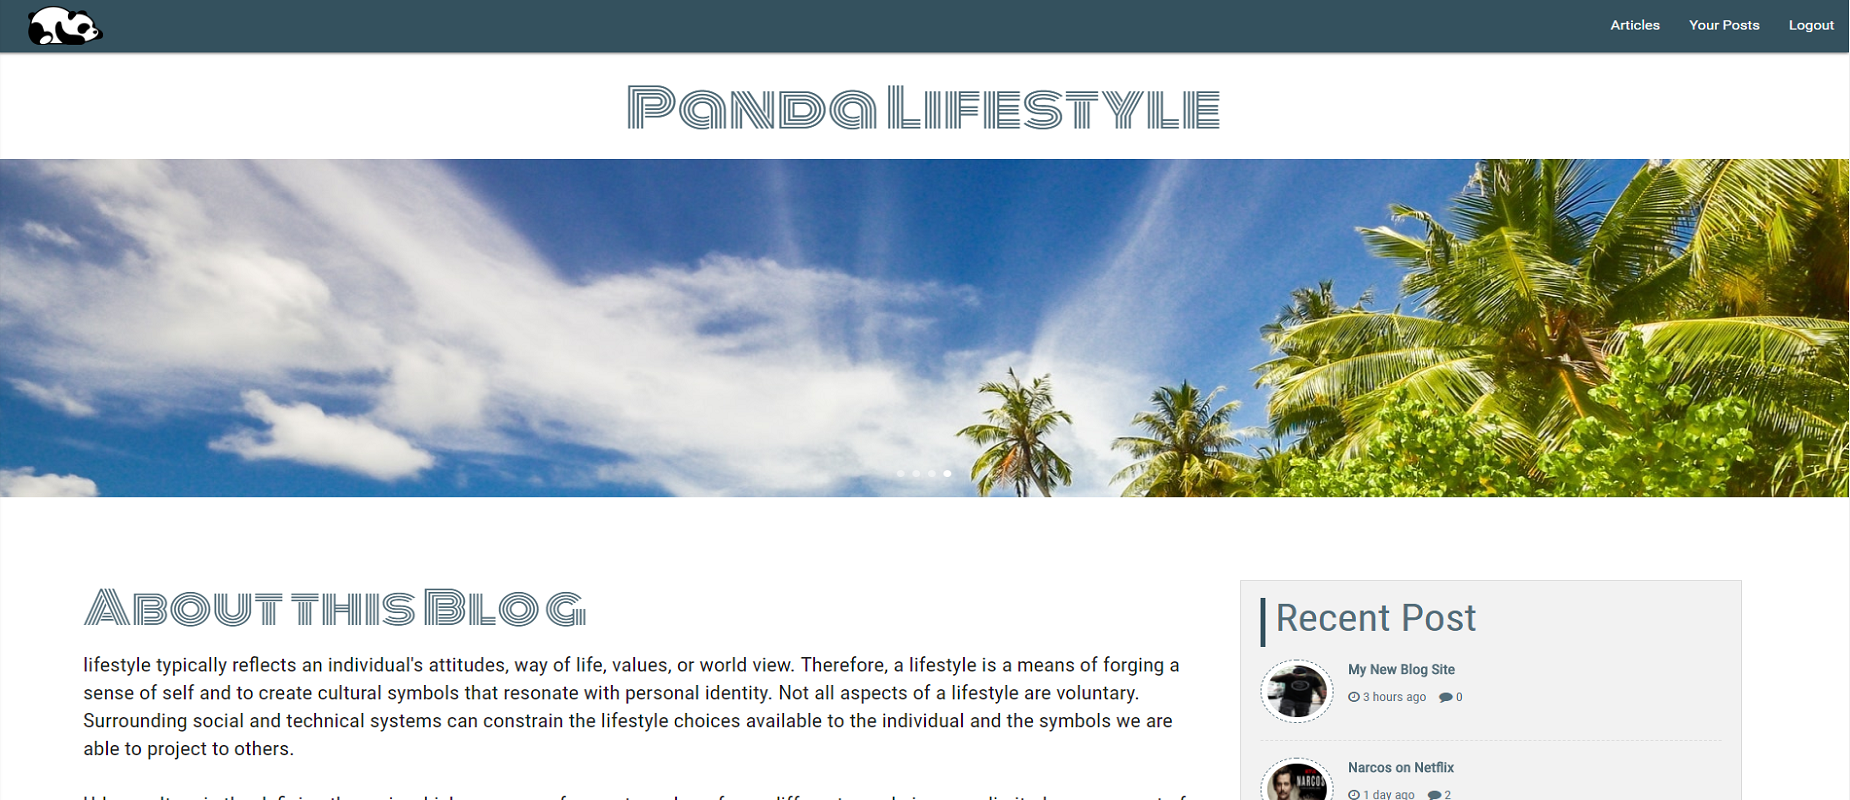 Articles Your Posts Logout
Panda Lifestyle
About this Blog
lifestyle typically reflects an individual's attitudes, way of life, values, or world view. Therefore, a lifestyle is a means of forging a
sense of self and to create cultural symbols that resonate with personal identity. Not all aspects of a lifestyle are voluntary.
Surrounding social and technical systems can constrain the lifestyle choices available to the individual and the symbols we are
able to project to others.
Recent Post
My New Blog Site
3 hours ago 0
Narcos on Netflix
1 day ago 2
NARCOS